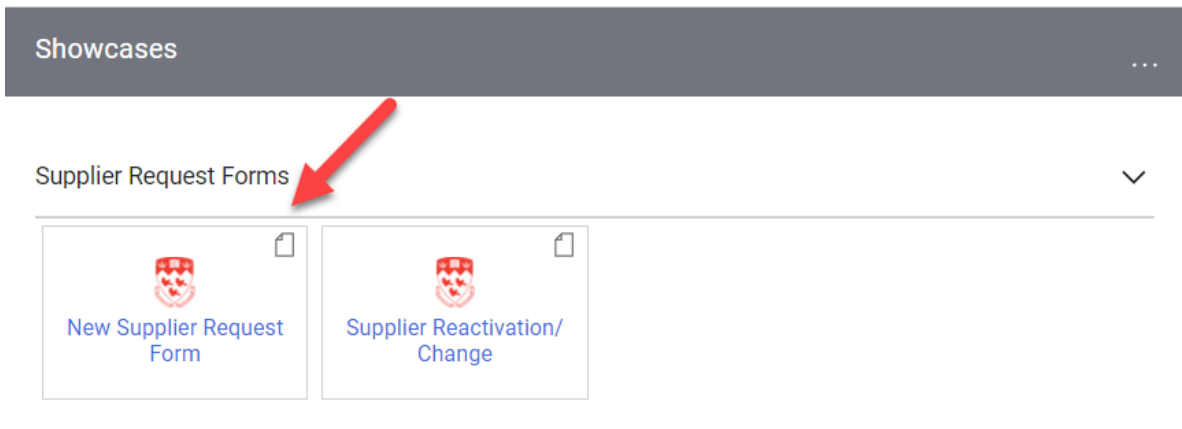 Showcases
...
Supplier Request Forms
New Supplier Request
Form
Supplier Reactivation/
Change